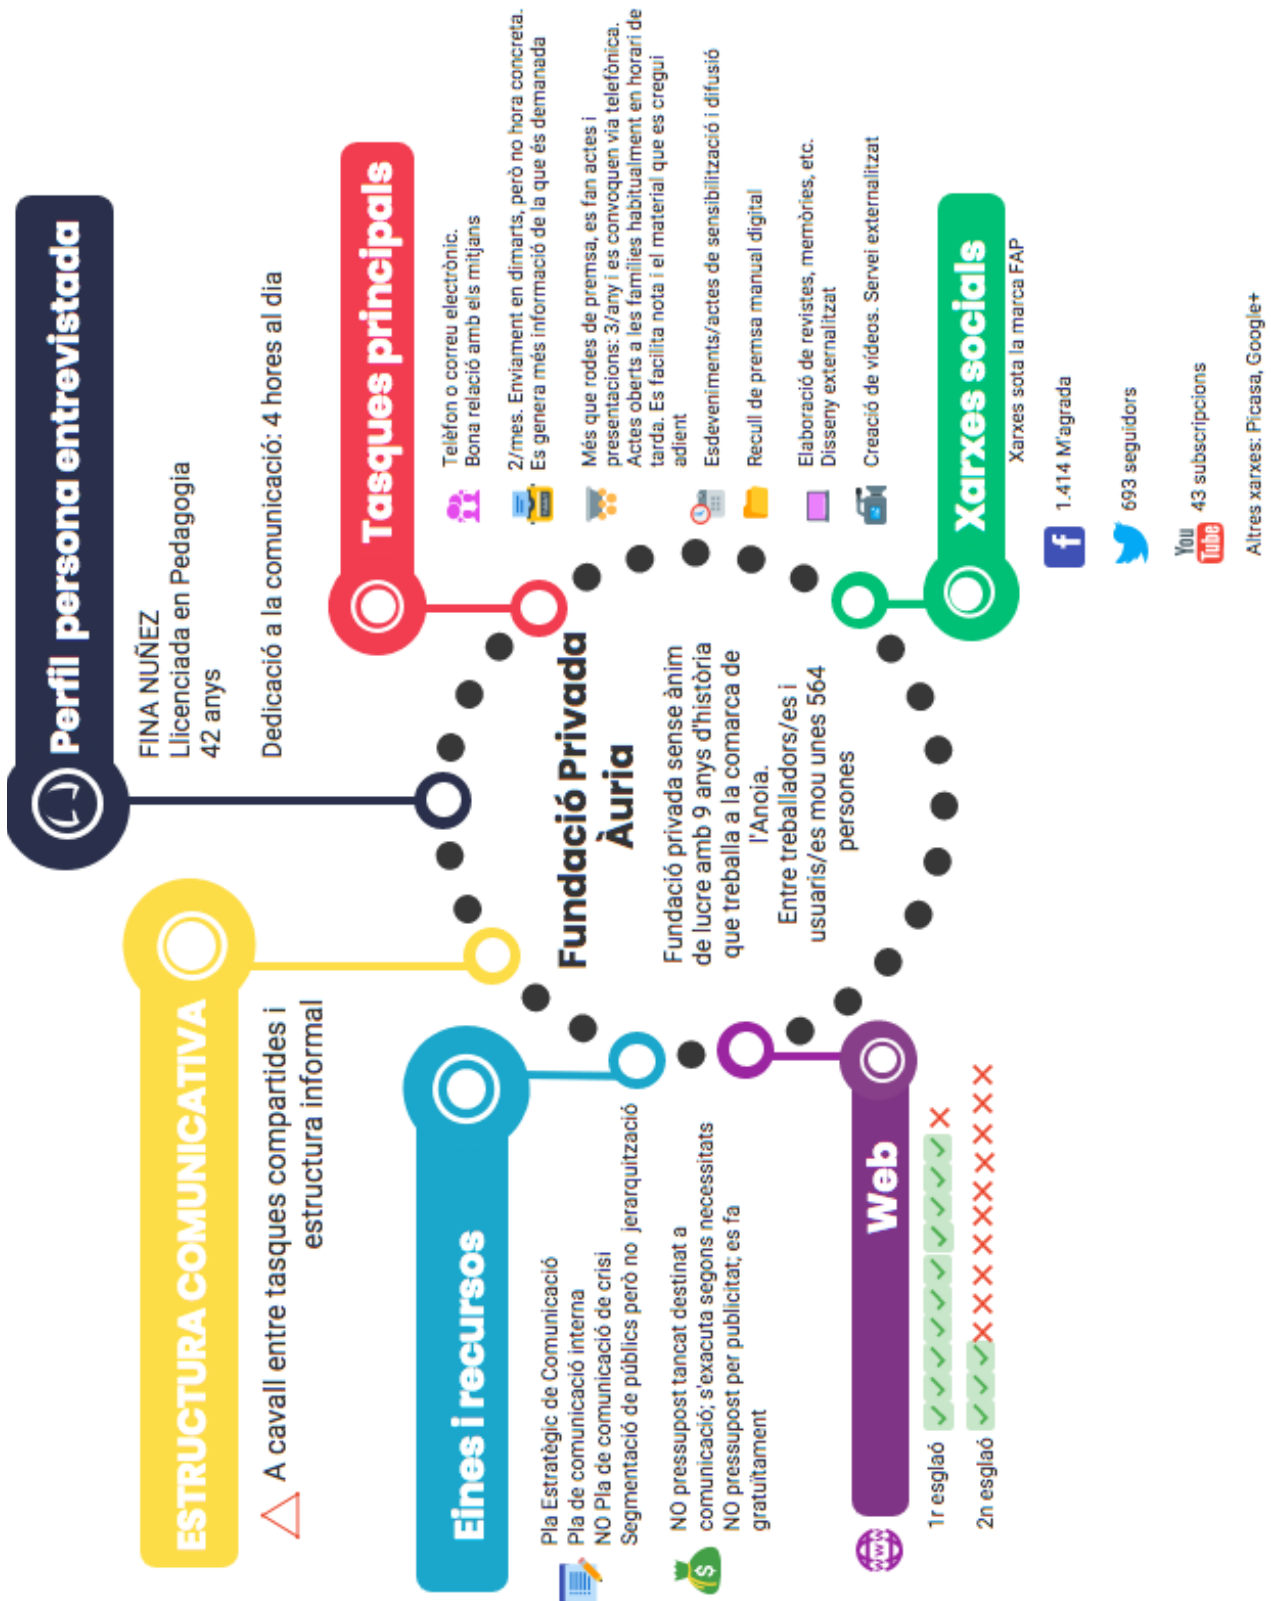 Perfil persona entrevistada
FINA NUÑEZ
Llicenciada en Pedagogia
42 anys
Dedicació a la comunicació: 4 hores al dia
ESTRUCTURA COMUNICATIVA
A cavall entre tasques compartides i
estructura informal
Tasques principals
Telèfon o correu electrònic.
Bona relació amb els mitjans
2/mes. Enviament en dimarts, però no hora concreta.
Es genera més informació de la que és demanada
Més que rodes de premsa, es fan actes i
presentacions: 3/any i es convoquen via telefònica.
Actes oberts a les famílies habitualment en horari de
tarda. Es facilita nota i el material que es cregui
adient
Esdeveniments/actes de sensibilització i difusió
Recull de premsa manual digital
Elaboració de revistes, memòries, etc.
Disseny externalitzat
Creació de vídeos. Servei externalitzat
Eines i recursos
Pla Estratègic de Comunicació
Pla de comunicació interna
NO Pla de comunicació de crisi
Segmentació de públics però no jerarquització
NO pressupost tancat destinat a
comunicació; s'exacuta segons necessitats
NO pressupost per publicitat; es fa
gratuïtament
Fundació Privada
Àuria
Fundació privada sense ànim
de lucre amb 9 anys d'història
que treballa a la comarca de
l'Anoia.
Entre treballadors/es i
usuaris/es mou unes 564
persones
Web
www
1r esglaó
2n esglaó
Xarxes socials
Xarxes sota la marca FAP
f
1.414 M'agrada
693 seguidors
You
Tube
43 subscripcions
Altres xarxes: Picasa, Google+